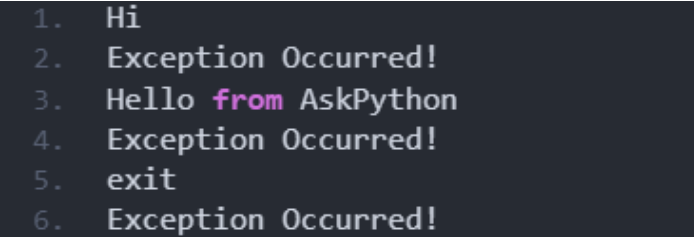 1. Hi
2. Exception Occurred!
3. Hello from AskPython
4. Exception Occurred!
5. exit
6. Exception Occurred!